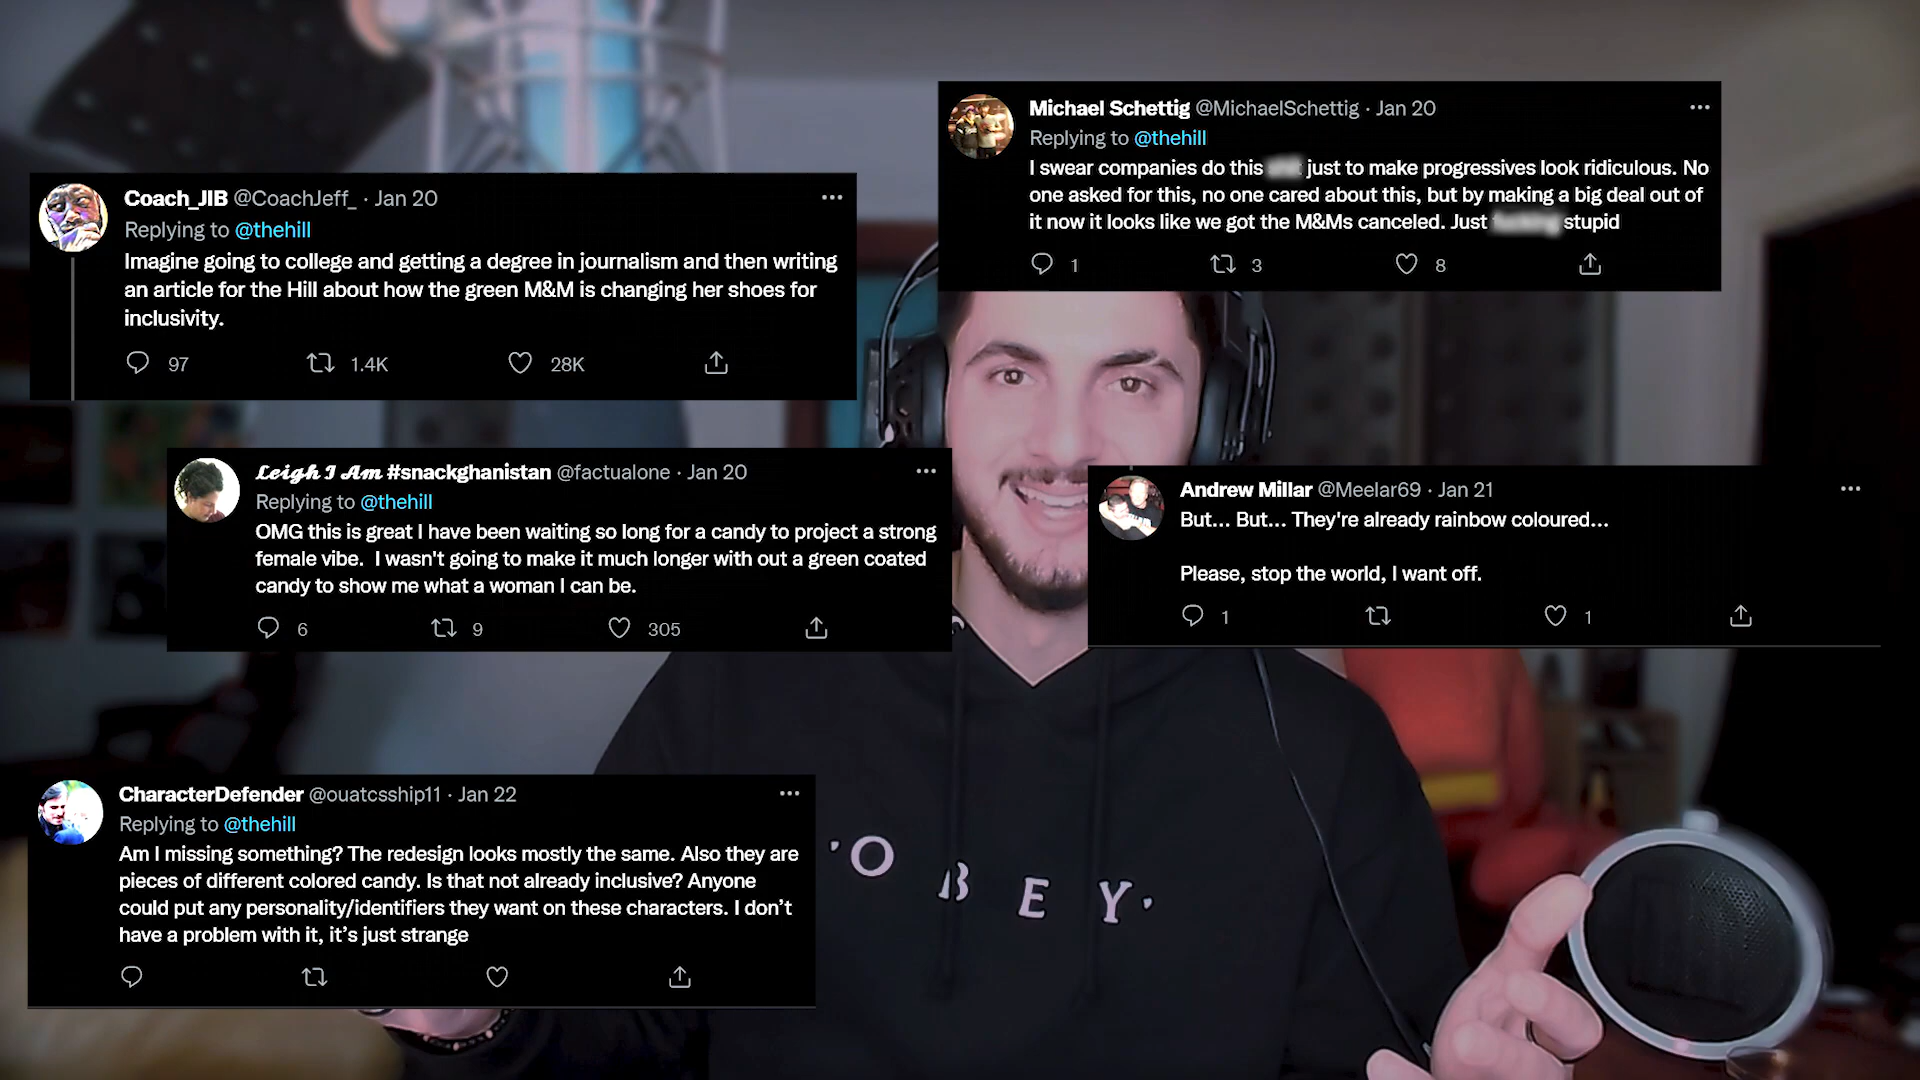 Coach_JIB @CoachJeff_ · Jan 20
Replying to @thehill
Imagine going to college and getting a degree in journalism and then writing
an article for the Hill about how the green M&M is changing her shoes for
inclusivity.
97 1.4K 28K
Michael Schettig @MichaelSchettig · Jan 20
Replying to @thehill
I swear companies do this just to make progressives look ridiculous. No
one asked for this, no one cared about this, but by making a big deal out of
it now it looks like we got the M&Ms canceled. Just stupid
1 3 8
𝓛𝓮𝓲𝓰𝓱 𝓘 𝓐𝓶 #snackghanistan @factualone · Jan 20
Replying to @thehill
OMG this is great I have been waiting so long for a candy to project a strong
female vibe. I wasn't going to make it much longer with out a green coated
candy to show me what a woman I can be.
6 9 305
Andrew Millar @Meelar69 · Jan 21
But... But... They're already rainbow coloured...
Please, stop the world, I want off.
1 1
CharacterDefender @ouatcsship11 · Jan 22
Replying to @thehill
Am I missing something? The redesign looks mostly the same. Also they are
pieces of different colored candy. Is that not already inclusive? Anyone
could put any personality/identifiers they want on these characters. I don't
have a problem with it, it's just strange
OBEY